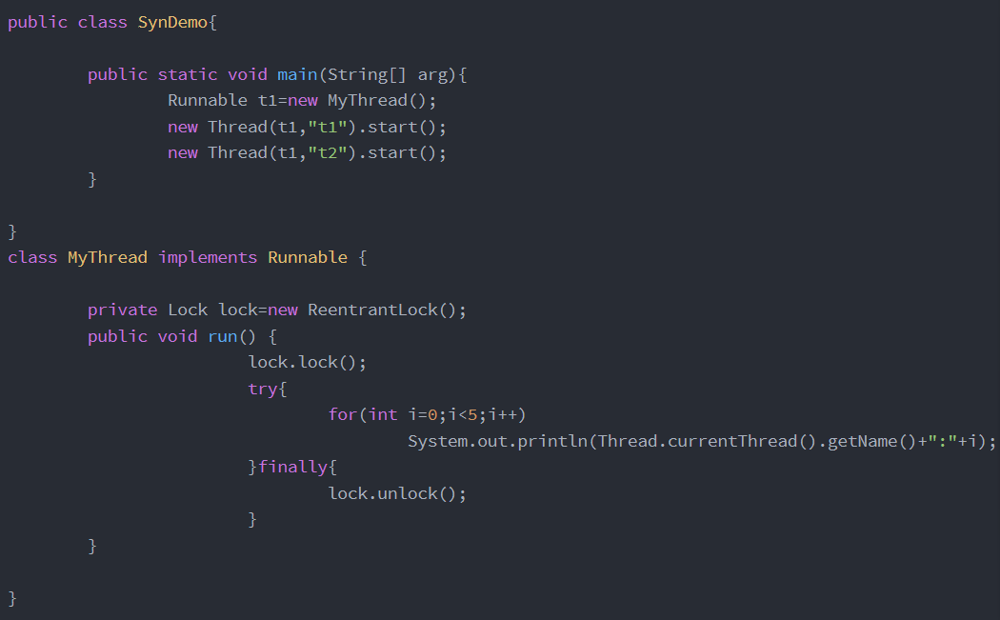 public class SynDemo{
public static void main(String[] arg){
Runnable t1=new MyThread();
new Thread(t1,"t1").start();
new Thread(t1,"t2").start();
}
}
class MyThread implements Runnable {
private Lock lock=new ReentrantLock();
public void run() {
lock.lock();
try{
for(int i=0;i<5;i++)
System.out.println(Thread.currentThread().getName()+":"+i);
}finally{
lock.unlock();
}
}
}